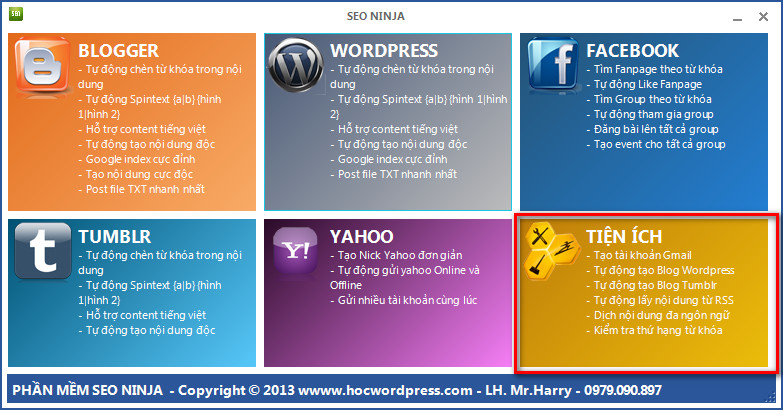 SEO NINJA
BLOGGER
- Tự động chèn từ khóa trong nội
dung
- Tự động Spintext {a|b} {hình
1|hình 2}
- Hỗ trợ content tiếng việt
- Tự động tạo nội dung độc
- Google index cực đỉnh
- Tạo nội dung cực độc
- Post file TXT nhanh nhất
WORDPRESS
- Tự động chèn từ khóa trong nội
dung
- Tự động Spintext {a|b} {hình 1|hình
2}
- Hỗ trợ content tiếng việt
- Tự động tạo nội dung độc
- Google index cực đỉnh
- Post file TXT nhanh nhất
FACEBOOK
- Tìm Fanpage theo từ khóa
- Tự động Like Fanpage
- Tìm Group theo từ khóa
- Tự động tham gia group
- Đăng bài lên tất cả group
- Tạo event cho tất cả group
TUMBLR
- Tự động chèn từ khóa trong nội
dung
- Tự động Spintext {a|b} {hình
1|hình 2}
- Hỗ trợ content tiếng việt
- Tự động tạo nội dung độc
YAHOO
- Tạo Nick Yahoo đơn giản
- Tự động gửi yahoo Online và
Offline
- Gửi nhiều tài khoản cùng lúc
TIỆN ÍCH
- Tạo tài khoản Gmail
- Tự động tạo Blog Wordpress
- Tự động tạo Blog Tumblr
- Tự động lấy nội dung từ RSS
- Dịch nội dung đa ngôn ngữ
- Kiểm tra thứ hạng từ khóa
PHẦN MỀM SEO NINJA - Copyright © 2013 wwww.hocwordpress.com - LH. Mr.Harry - 0979.090.897